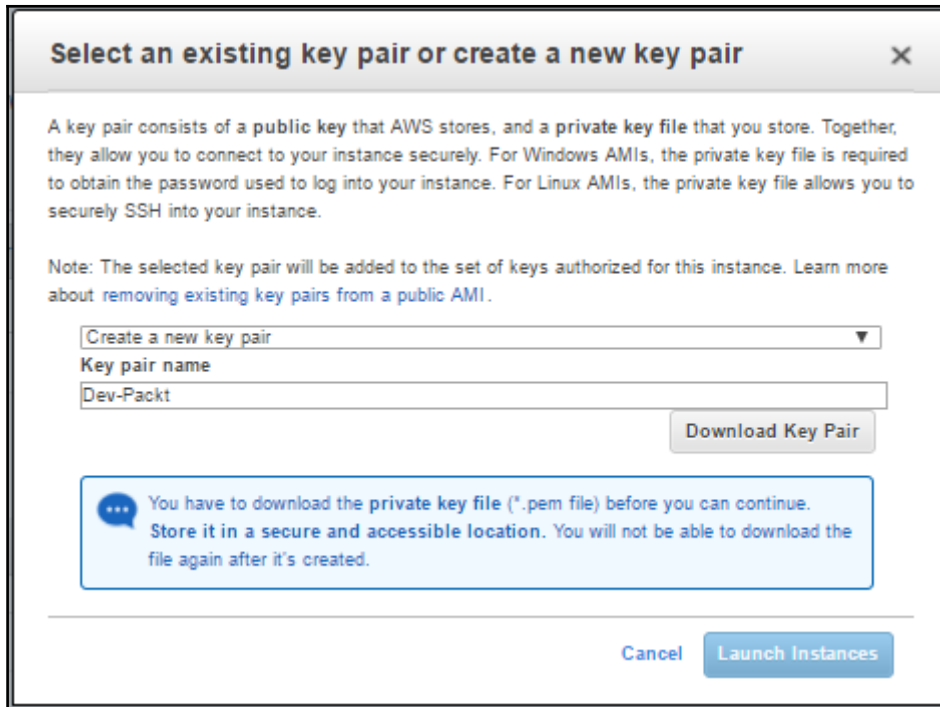 Select an existing key pair or create a new key pair
A key pair consists of a public key that AWS stores, and a private key file that you store. Together,
they allow you to connect to your instance securely. For Windows AMIs, the private key file is required
to obtain the password used to log into your instance. For Linux AMIs, the private key file allows you to
securely SSH into your instance.
Note: The selected key pair will be added to the set of keys authorized for this instance. Learn more
about removing existing key pairs from a public AMI.
Create a new key pair
Key pair name
Dev-Packt
Download Key Pair
You have to download the private key file (*.pem file) before you can continue.
Store it in a secure and accessible location. You will not be able to download the
file again after it's created.
Cancel Launch Instances